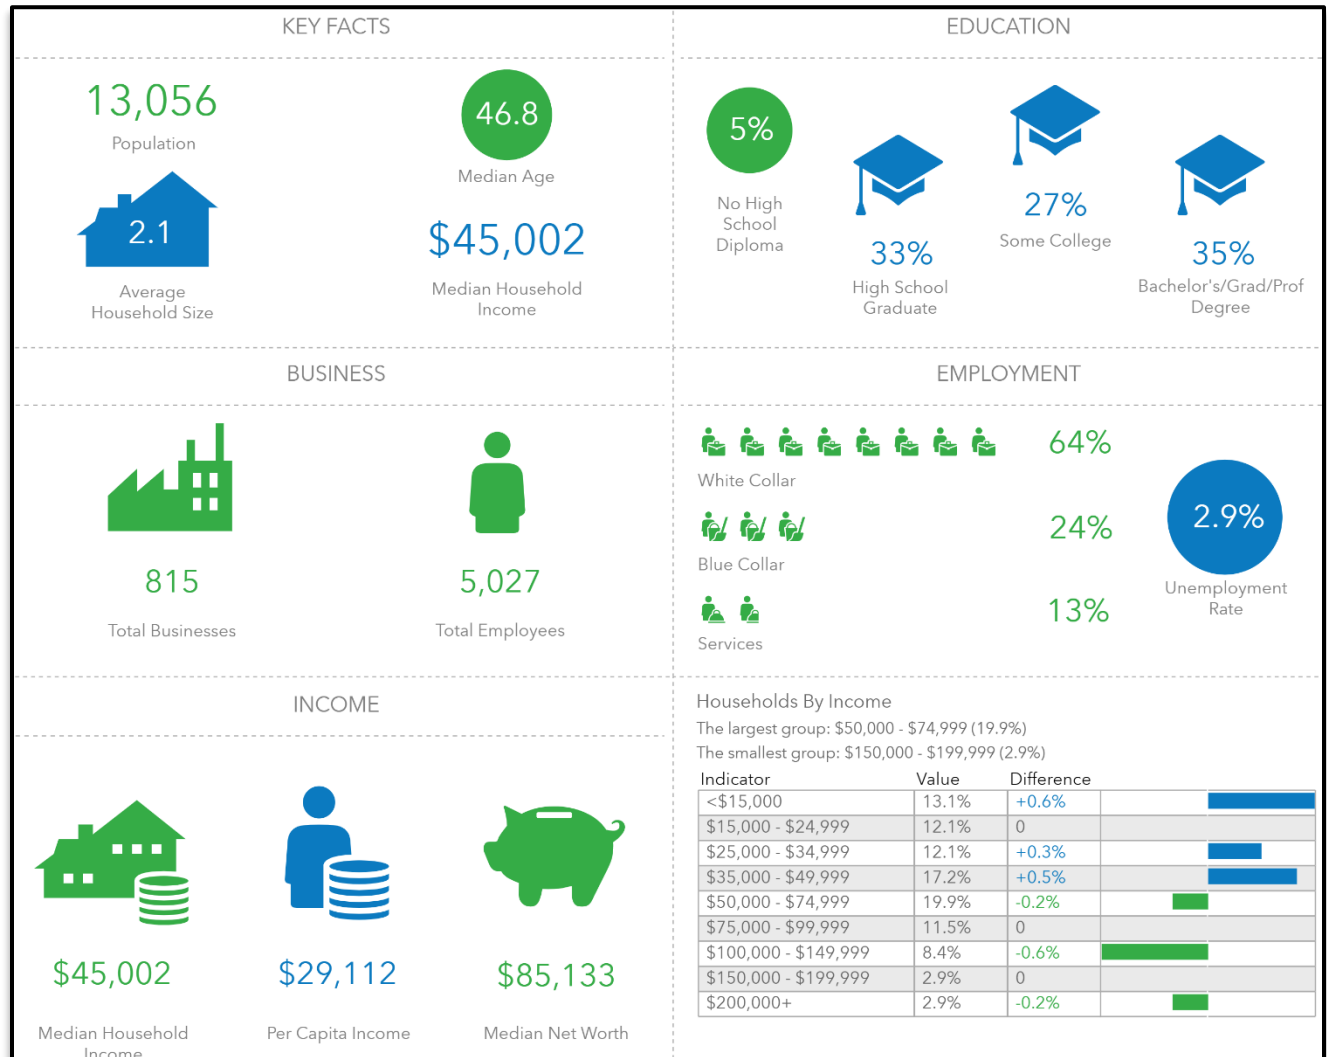 KEY FACTS
13,056
Population
46.8
Median Age
2.1
Average
Household Size
$45,002
Median Household
Income
EDUCATION
5%
No High
School
Diploma
33%
High School
Graduate
27%
Some College
35%
Bachelor's/Grad/Prof
Degree
BUSINESS
815
Total Businesses
5,027
Total Employees
EMPLOYMENT
64%
White Collar
24%
Blue Collar
13%
Services
2.9%
Unemployment
Rate
INCOME
$45,002
Median Household
Income
$29,112
Per Capita Income
$85,133
Median Net Worth
Households By Income
The largest group: $50,000 - $74,999 (19.9%)
The smallest group: $150,000 - $199,999 (2.9%)
Indicator Value Difference
<$15,000 13.1% +0.6%
$15,000 - $24,999 12.1% 0
$25,000 - $34,999 12.1% +0.3%
$35,000 - $49,999 17.2% +0.5%
$50,000 - $74,999 19.9% -0.2%
$75,000 - $99,999 11.5% 0
$100,000 - $149,999 8.4% -0.6%
$150,000 - $199,999 2.9% 0
$200,000+ 2.9% -0.2%